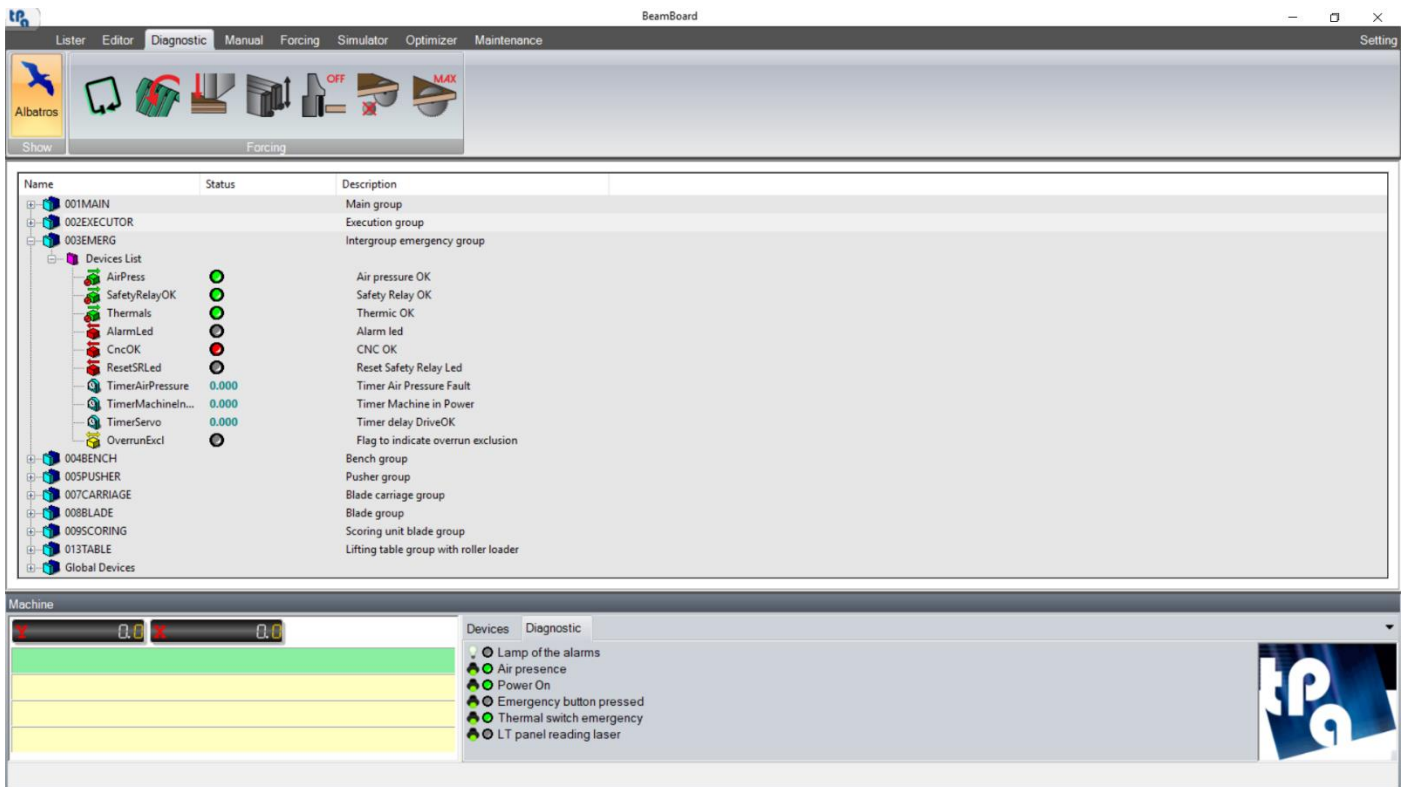 tpa BeamBoard
Lister Editor Diagnostic Manual Forcing Simulator Optimizer Maintenance Setting
OFF MAX
Albatros
Show Forcing
Name Status Description
001MAIN Main group
002EXECUTOR Execution group
003EMERG Intergroup emergency group
Devices List
AirPress Air pressure OK
SafetyRelayOK Safety Relay OK
Thermals Thermic OK
AlarmLed Alarm led
CncOK CNC OK
ResetSRLed Reset Safety Relay Led
TimerAirPressure 0.000 Timer Air Pressure Fault
TimerMachineIn... 0.000 Timer Machine in Power
TimerServo 0.000 Timer delay DriveOK
OverrunExcl Flag to indicate overrun exclusion
004BENCH Bench group
005PUSHER Pusher group
007CARRIAGE Blade carriage group
008BLADE Blade group
009SCORING Scoring unit blade group
013TABLE Lifting table group with roller loader
Global Devices
Machine
Y 0.0 X 0.0
Devices Diagnostic
Lamp of the alarms
Air presence
Power On
Emergency button pressed
Thermal switch emergency
LT panel reading laser
tpa